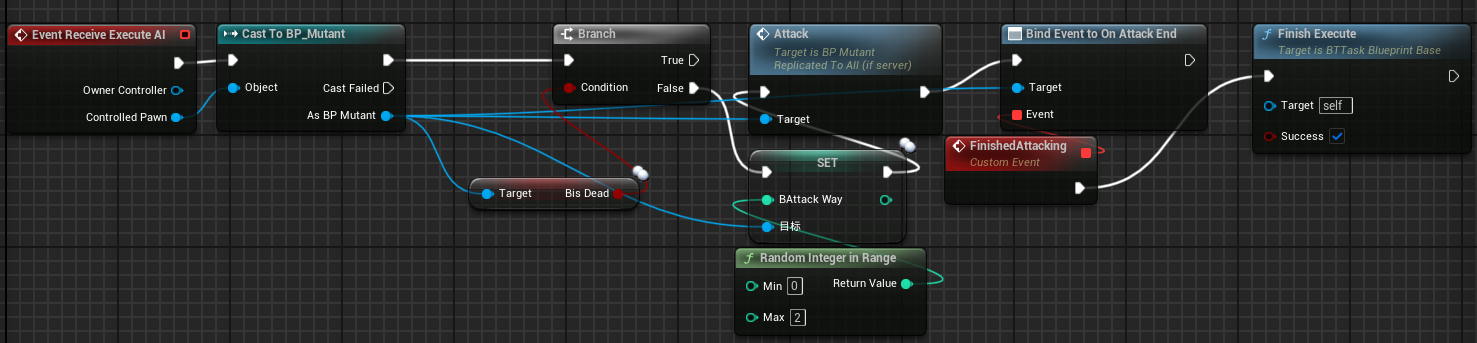 Event Receive Execute AI
Owner Controller
Controlled Pawn
Cast To BP_Mutant
Object
Cast Failed
As BP Mutant
Branch
True
Condition
False
Target
Bis Dead
Attack
Target is BP Mutant
Replicated To All (if server)
Target
SET
BAttack Way
目标
Random Integer in Range
Min 0
Return Value
Max 2
Bind Event to On Attack End
Target
Event
FinishedAttacking
Custom Event
f Finish Execute
Target is BTTask Blueprint Base
Target self
Success